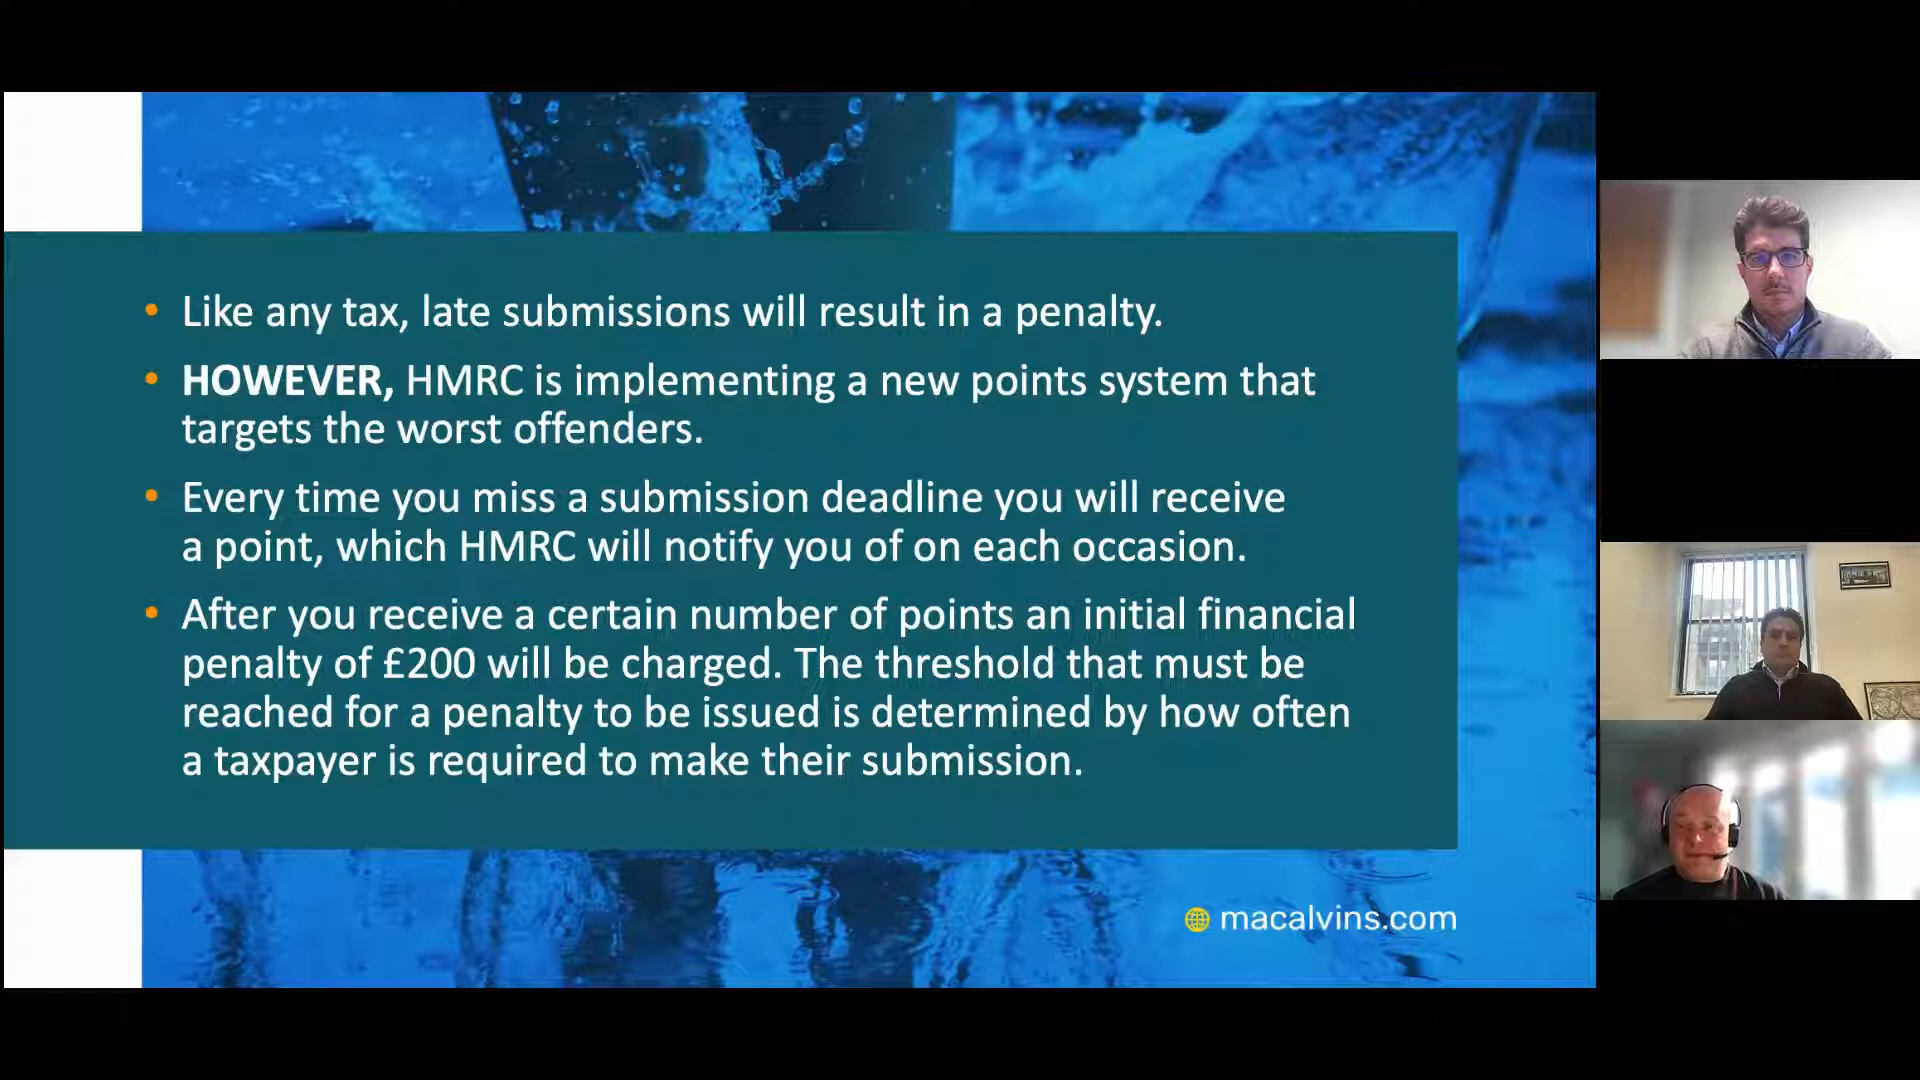 • Like any tax, late submissions will result in a penalty.
• HOWEVER, HMRC is implementing a new points system that
targets the worst offenders.
• Every time you miss a submission deadline you will receive
a point, which HMRC will notify you of on each occasion.
• After you receive a certain number of points an initial financial
penalty of £200 will be charged. The threshold that must be
reached for a penalty to be issued is determined by how often
a taxpayer is required to make their submission.
macalvins.com